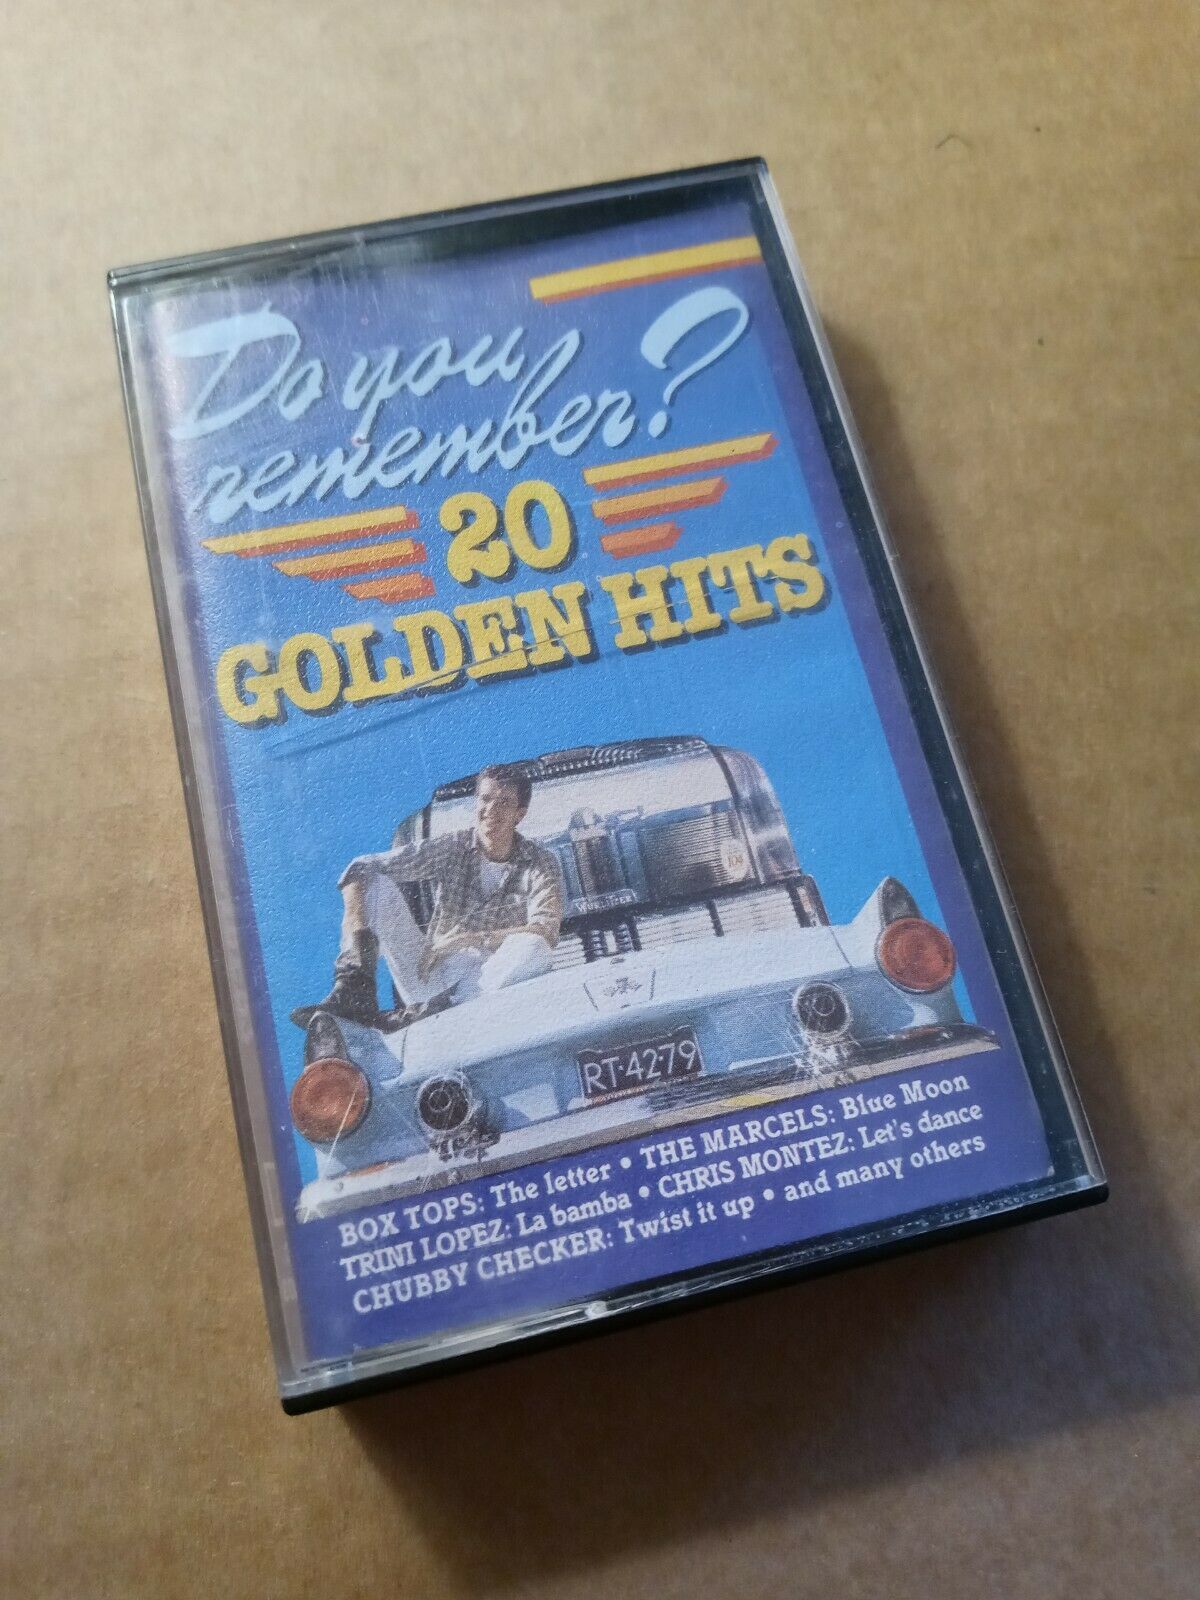 Do you
remember?
20
GOLDEN HITS
WURLITZER
RT-42-79
BOX TOPS: The letter • THE MARCELS: Blue Moon
TRINI LOPEZ: La bamba • CHRIS MONTEZ: Let's dance
CHUBBY CHECKER: Twist it up • and many others